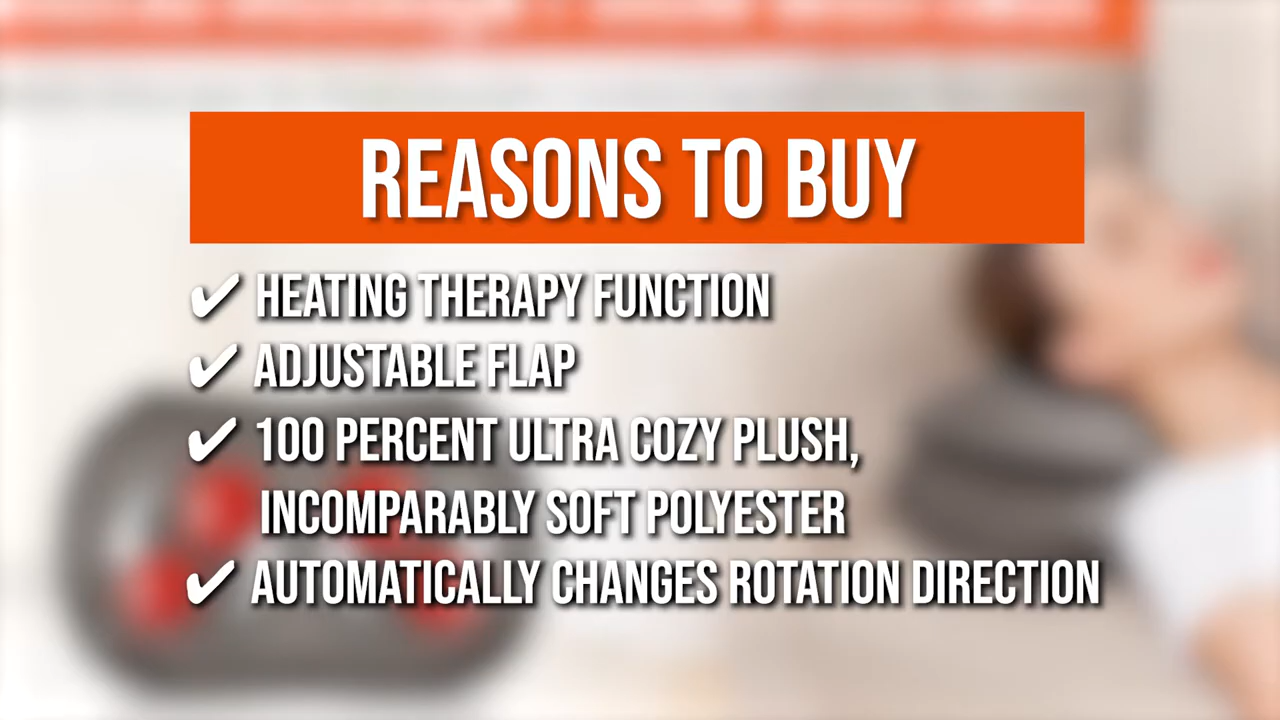 REASONS TO BUY
✔ HEATING THERAPY FUNCTION
✔ ADJUSTABLE FLAP
✔ 100 PERCENT ULTRA COZY PLUSH,
INCOMPARABLY SOFT POLYESTER
✔ AUTOMATICALLY CHANGES ROTATION DIRECTION